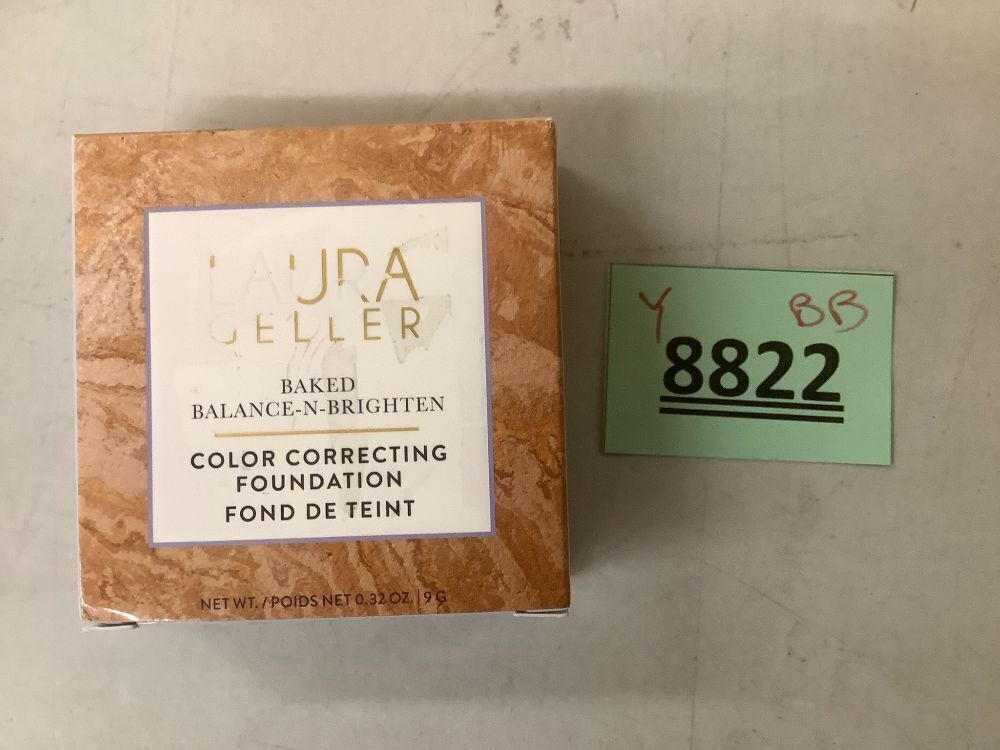 LAURA
GELLER
BAKED
BALANCE-N-BRIGHTEN
COLOR CORRECTING
FOUNDATION
FOND DE TEINT
NET WT. / POIDS NET 0.32 OZ. | 9 G
Y BB
8822